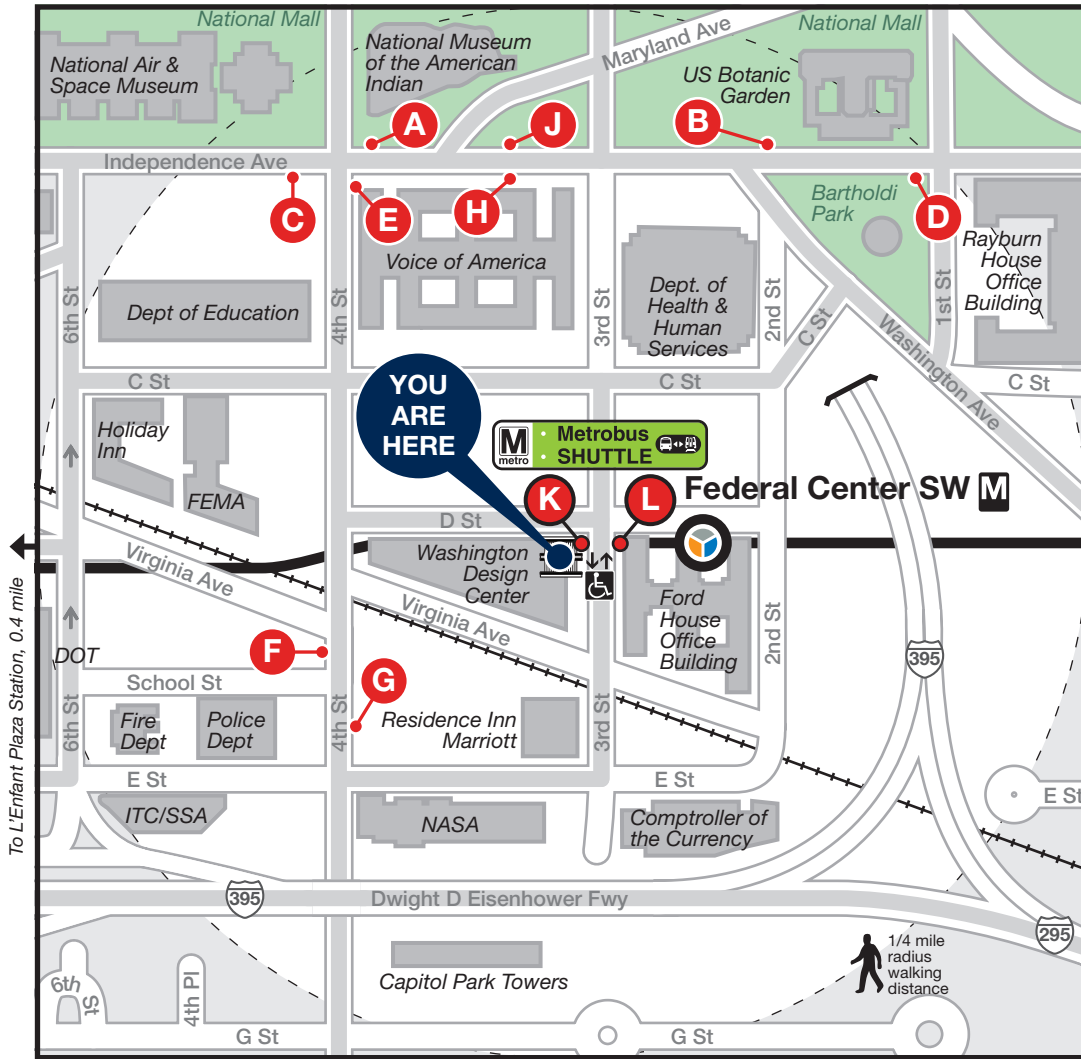 National Mall
National Museum
of the American
Indian
Maryland Ave
National Mall
National Air &
Space Museum
US Botanic
Garden
A
J
B
Independence Ave
C
E
H
Bartholdi
Park
D
Voice of America
Rayburn
House
Office
Building
6th St
Dept of Education
4th St
3rd St
Dept. of
Health &
Human
Services
2nd St
C St
1st St
Washington Ave
C St
C St
C St
YOU
ARE
HERE
Holiday
Inn
FEMA
M
metro
Metrobus
SHUTTLE
K
L
Federal Center SW M
D St
Virginia Ave
Washington
Design
Center
Virginia Ave
Ford
House
Office
Building
2nd St
395
F
DOT
School St
G
6th St
Fire
Dept
Police
Dept
4th St
Residence Inn
Marriott
3rd St
E St
E St
E St
To L'Enfant Plaza Station, 0.4 mile
ITC/SSA
NASA
Comptroller of
the Currency
395
Dwight D Eisenhower Fwy
295
1/4 mile
radius
walking
distance
6th St
4th Pl
Capitol Park Towers
G St
G St